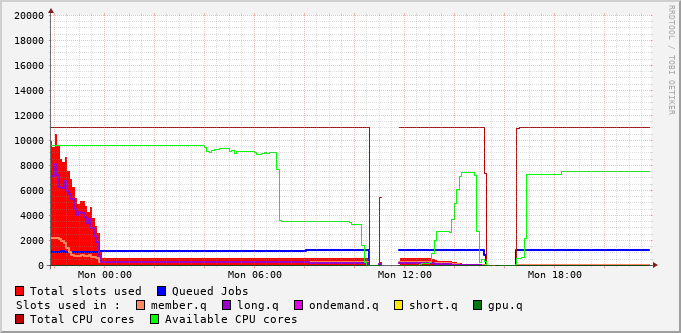 20000
18000
16000
14000
12000
10000
8000
6000
4000
2000
0
Mon 00:00 Mon 06:00 Mon 12:00 Mon 18:00
RRDTOOL / TOBI OETIKER
Total slots used Queued Jobs
Slots used in : member.q long.q ondemand.q short.q gpu.q
Total CPU cores Available CPU cores